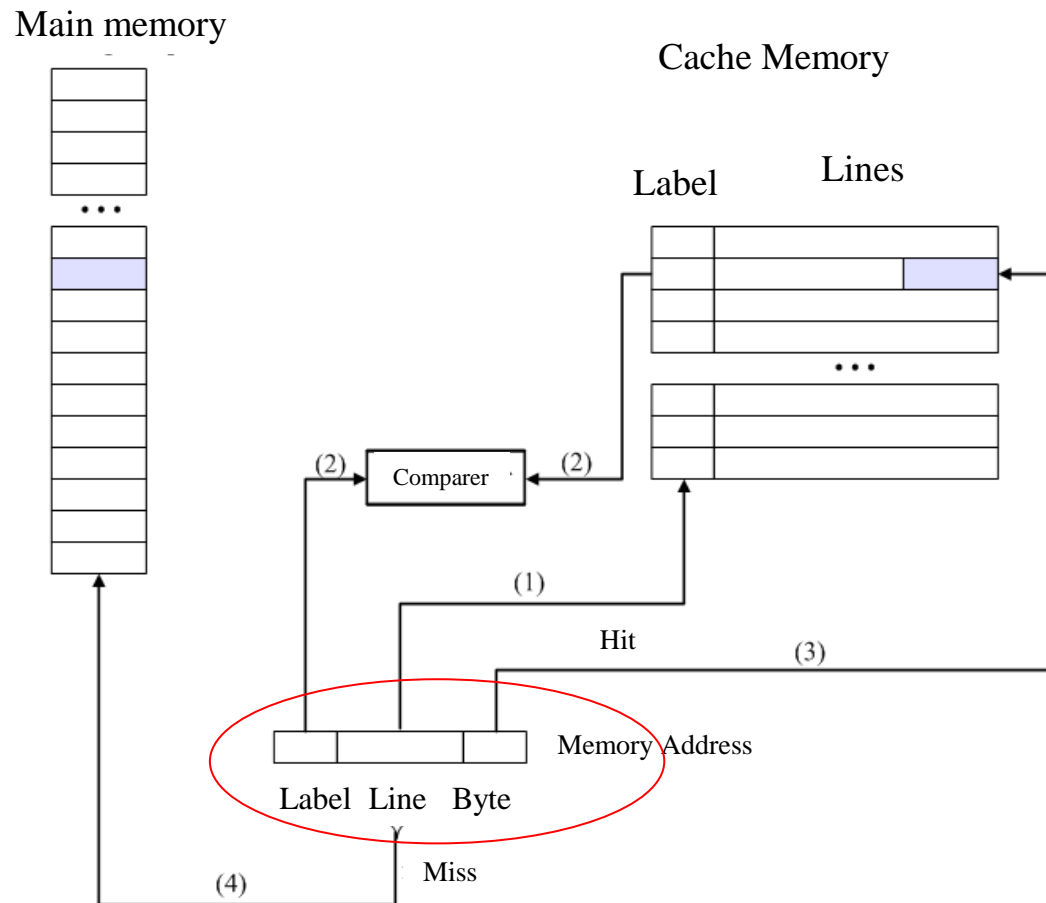 Main memory
Cache Memory
Label Lines
...
...
(2) Comparer (2)
(1)
Hit
(3)
Memory Address
Label Line Byte
Miss
(4)